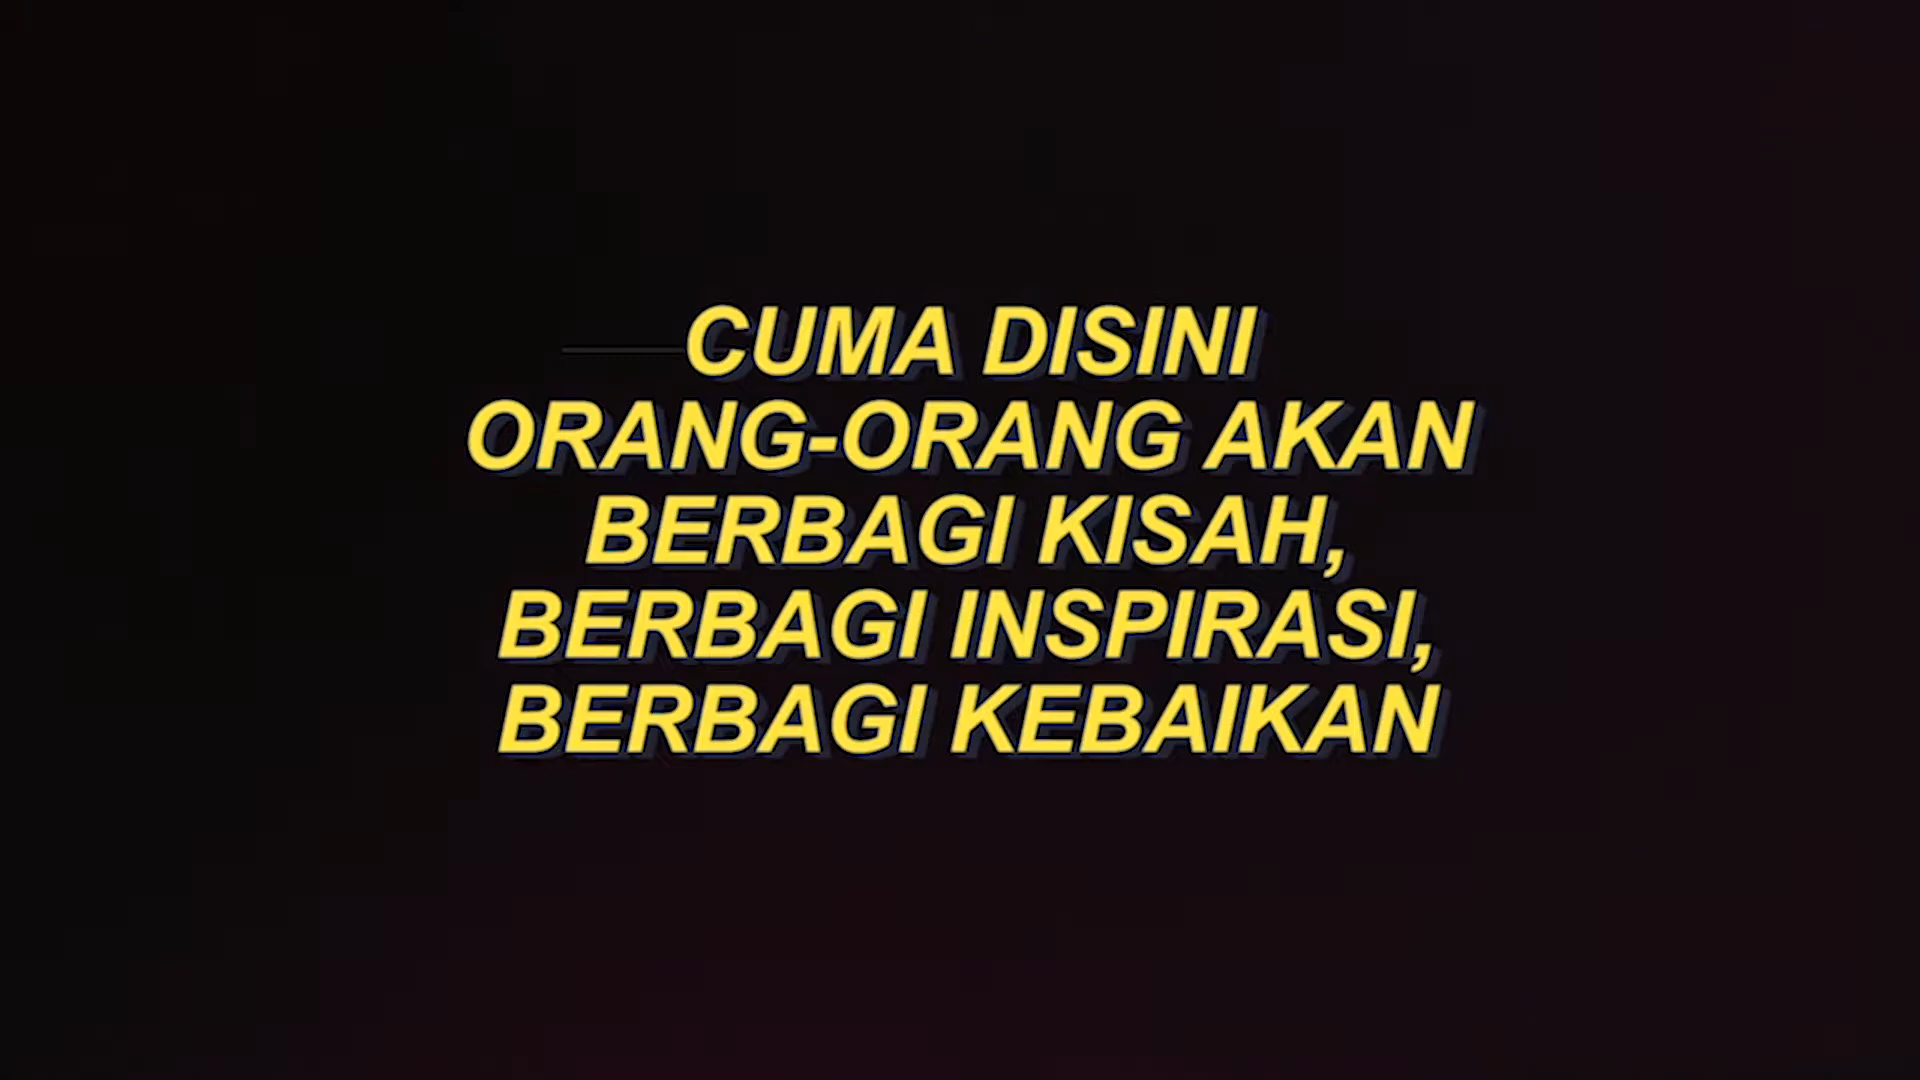 CUMA DISINI
ORANG-ORANG AKAN
BERBAGI KISAH,
BERBAGI INSPIRASI,
BERBAGI KEBAIKAN